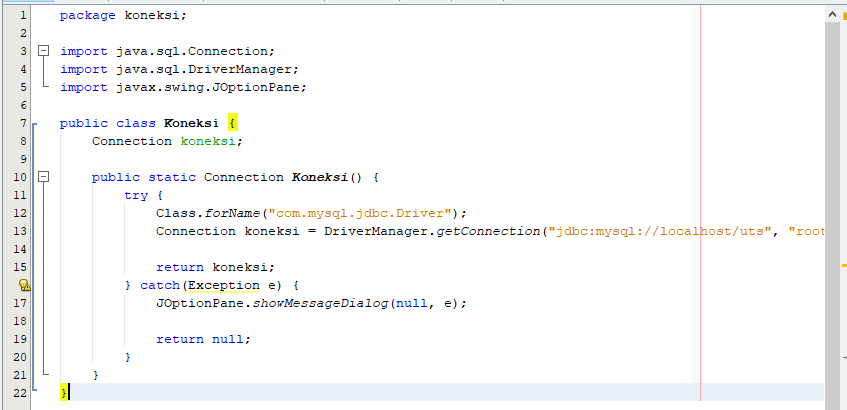 1 package koneksi;
2
3 import java.sql.Connection;
4 import java.sql.DriverManager;
5 import javax.swing.JOptionPane;
6
7 public class Koneksi {
8     Connection koneksi;
9
10     public static Connection Koneksi() {
11         try {
12             Class.forName("com.mysql.jdbc.Driver");
13             Connection koneksi = DriverManager.getConnection("jdbc:mysql://localhost/uts", "root
14
15             return koneksi;
        } catch(Exception e) {
17             JOptionPane.showMessageDialog(null, e);
18
19             return null;
20         }
21     }
22 }